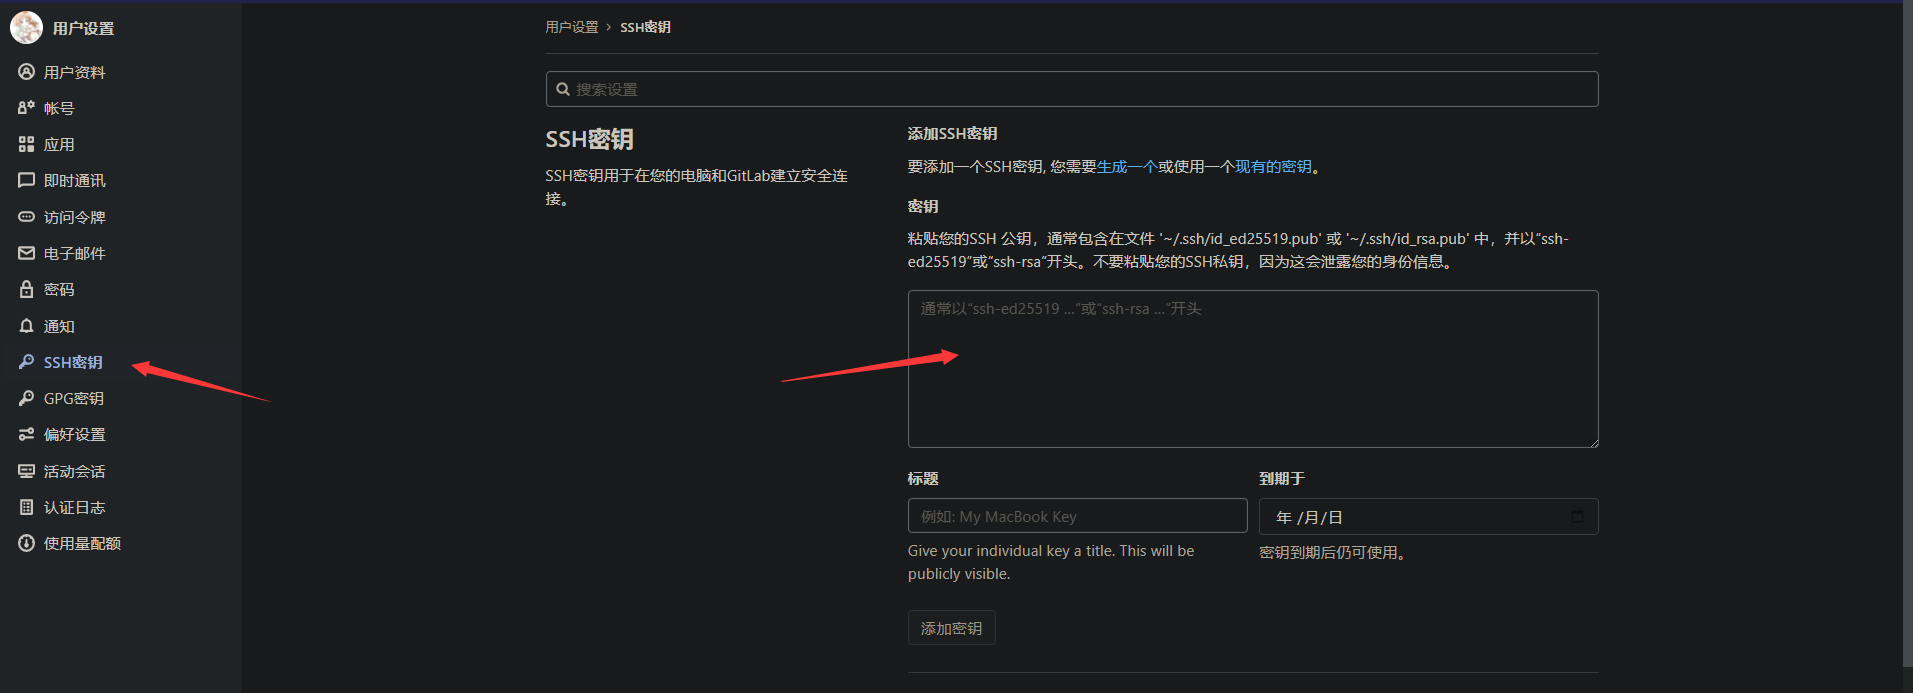 用户设置
用户资料
帐号
应用
即时通讯
访问令牌
电子邮件
密码
通知
SSH密钥
GPG密钥
偏好设置
活动会话
认证日志
使用量配额
用户设置 › SSH密钥
搜索设置
SSH密钥
SSH密钥用于在您的电脑和GitLab建立安全连
接。
添加SSH密钥
要添加一个SSH密钥, 您需要生成一个或使用一个现有的密钥。
密钥
粘贴您的SSH 公钥，通常包含在文件 '~/.ssh/id_ed25519.pub' 或 '~/.ssh/id_rsa.pub' 中，并以“ssh-
ed25519”或“ssh-rsa”开头。不要粘贴您的SSH私钥，因为这会泄露您的身份信息。
通常以“ssh-ed25519 ...”或“ssh-rsa ...”开头
标题
例如: My MacBook Key
Give your individual key a title. This will be
publicly visible.
到期于
年 /月/日
密钥到期后仍可使用。
添加密钥